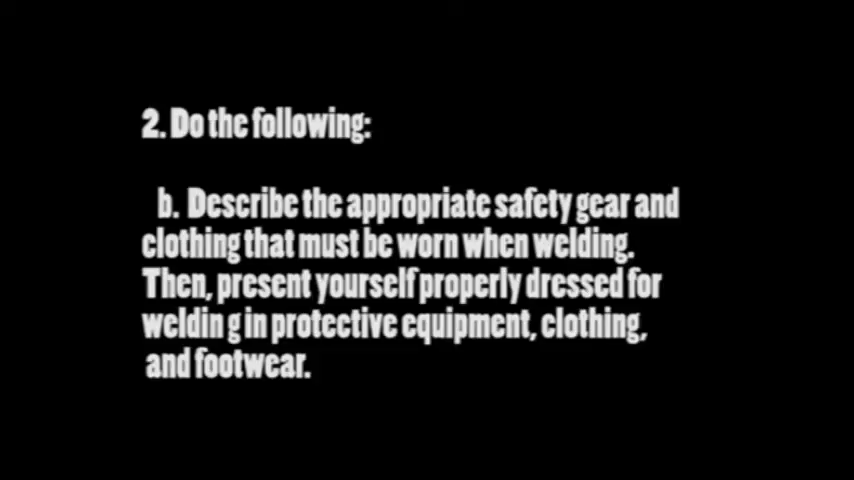 2. Do the following:
b. Describe the appropriate safety gear and
clothing that must be worn when welding.
Then, present yourself properly dressed for
welding in protective equipment, clothing,
and footwear.